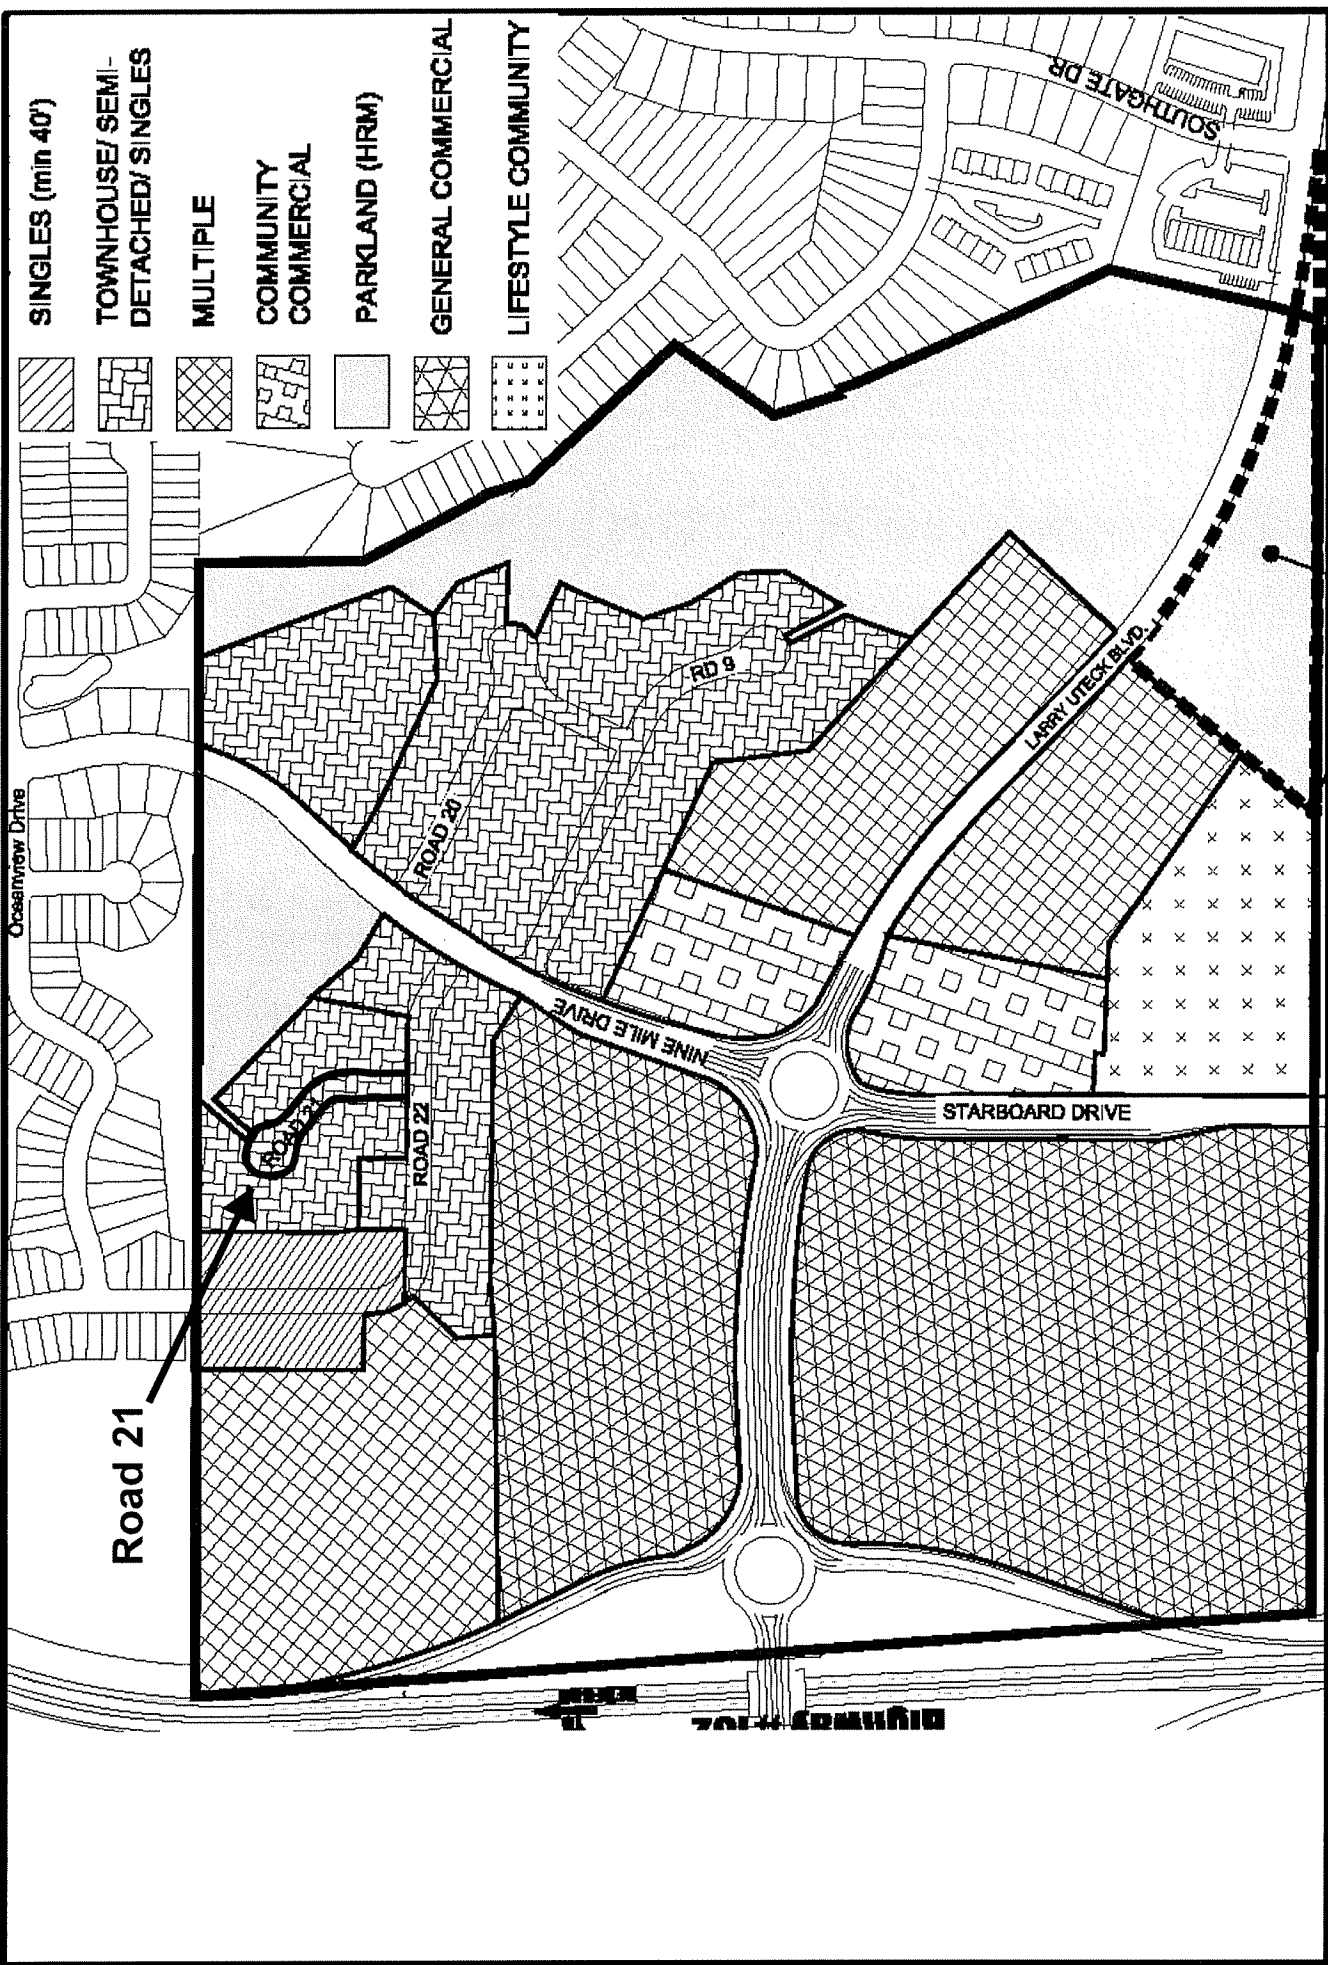 SINGLES (min 40')
TOWNHOUSE/ SEMI-
DETACHED/ SINGLES
MULTIPLE
COMMUNITY
COMMERCIAL
PARKLAND (HRM)
GENERAL COMMERCIAL
LIFESTYLE COMMUNITY
SOUTHGATE DR
Oceanview Drive
RD 9
LARRY UTECK BLVD.
ROAD 20
NINE MILE DRIVE
ROAD 21
ROAD 22
STARBOARD DRIVE
Road 21
Highway #102